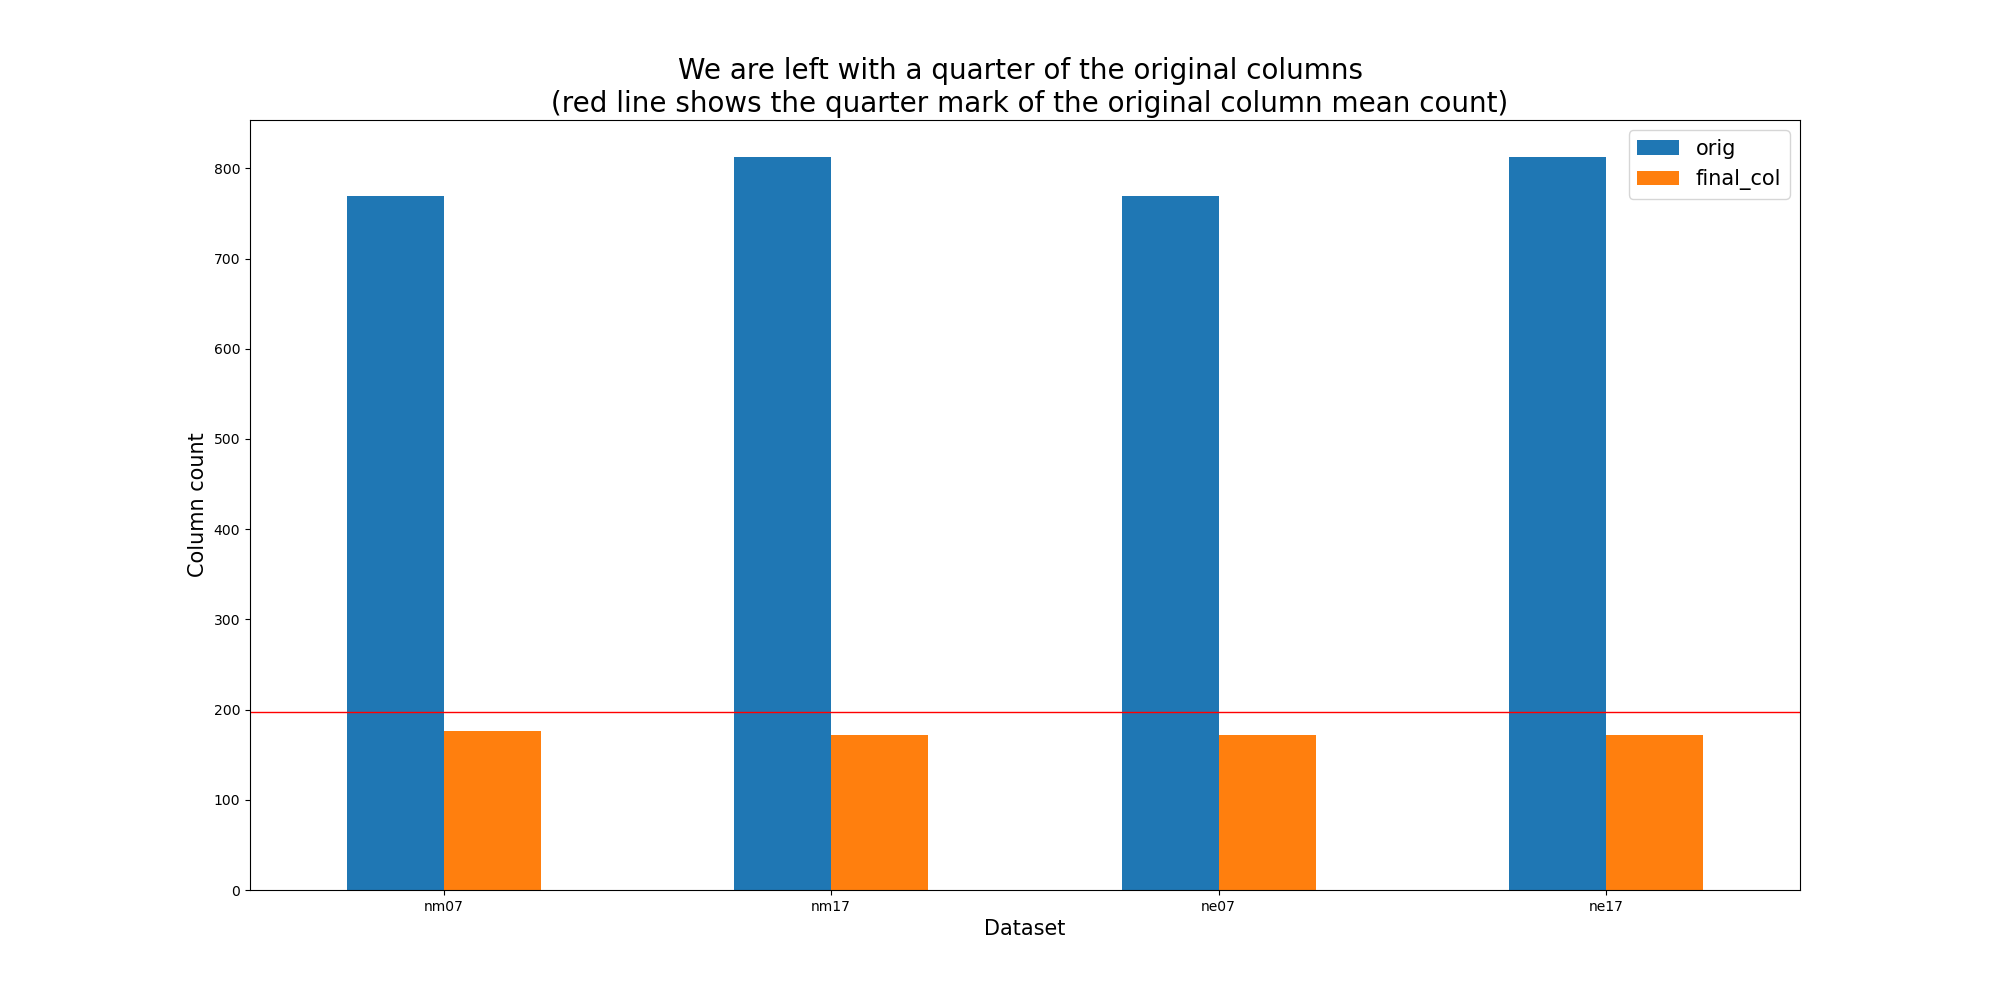 We are left with a quarter of the original columns
(red line shows the quarter mark of the original column mean count)
orig
final_col
800
700
600
500
400
300
200
100
0
Column count
nm07
nm17
ne07
ne17
Dataset